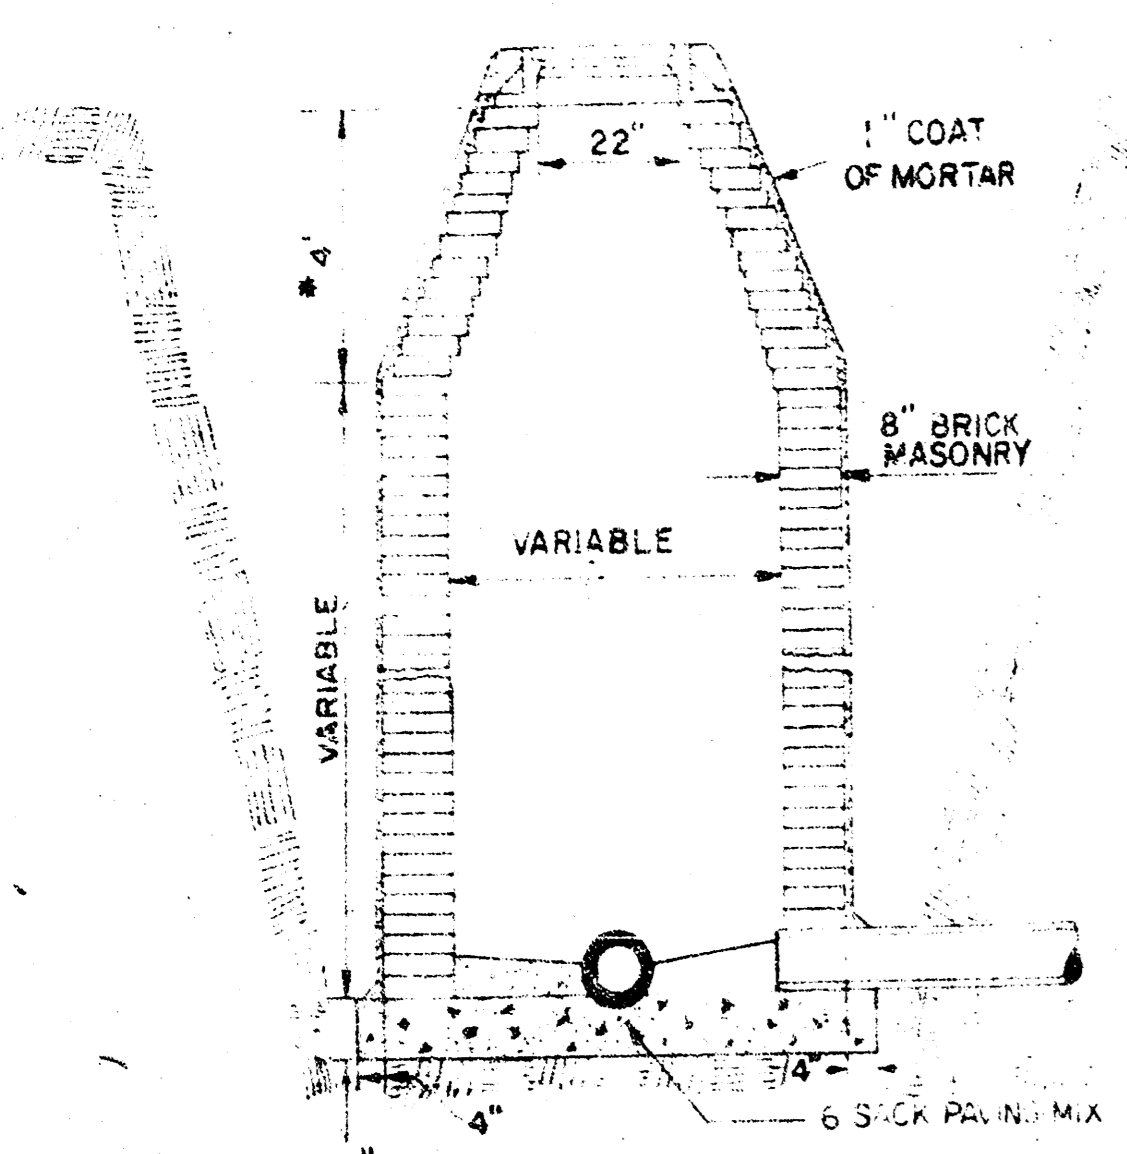 22"
1" COAT
OF MORTAR
* 4'
8" BRICK
MASONRY
VARIABLE
VARIABLE
4"
4"
6 SACK PAVING MIX
"